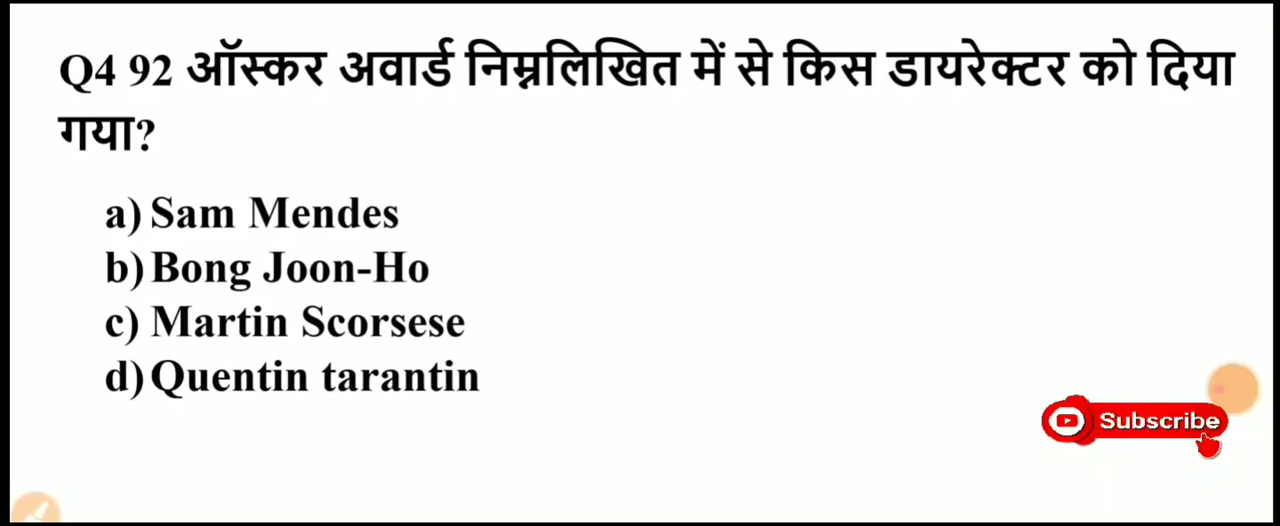 Q4 92 ऑस्कर अवार्ड निम्नलिखित में से किस डायरेक्टर को दिया
गया?
a) Sam Mendes
b) Bong Joon-Ho
c) Martin Scorsese
d) Quentin tarantin
Subscribe